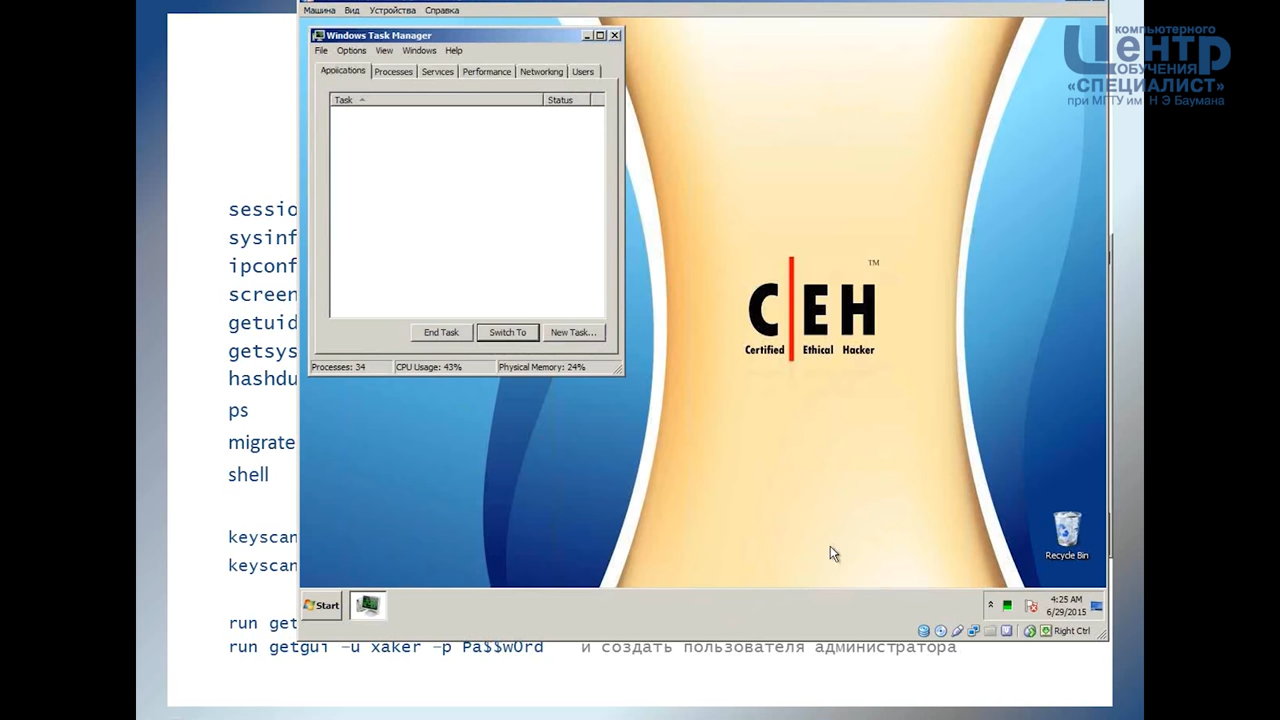 Машина Вид Устройства Справка
компьютерного
Центр
ОБУЧЕНИЯ
«СПЕЦИАЛИСТ»
при МГТУ им Н Э Баумана
Windows Task Manager
File Options View Windows Help
Applications Processes Services Performance Networking Users
Task Status
End Task Switch To New Task...
Processes: 34 CPU Usage: 43% Physical Memory: 24%
sessio
sysinf
ipconf
screen
getuid
getsys
hashdu
ps
migrate
shell
keyscan
keyscan
run get
run getgui -u xaker -p Pa$$w0rd и создать пользователя администратора
CEH
TM
Certified Ethical Hacker
Recycle Bin
Start
4:25 AM
6/29/2015
Right Ctrl